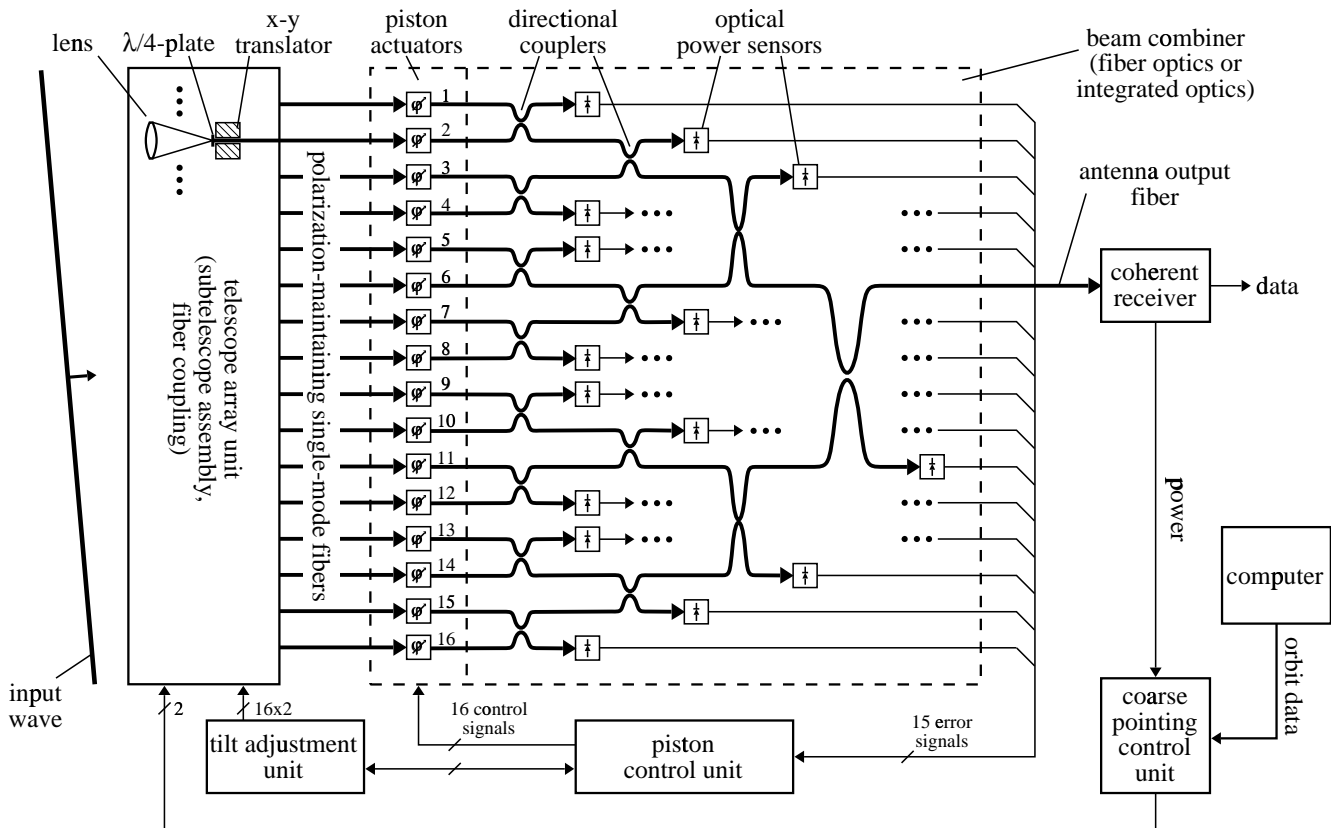 lens
λ/4-plate
x-y
translator
piston
actuators
directional
couplers
optical
power sensors
beam combiner
(fiber optics or
integrated optics)
φ 1
φ 2
φ 3
φ 4
φ 5
φ 6
φ 7
φ 8
φ 9
φ 10
φ 11
φ 12
φ 13
φ 14
φ 15
φ 16
telescope array unit
(subtelescope assembly,
fiber coupling)
polarization-maintaining single-mode fibers
antenna output
fiber
coherent
receiver
data
power
computer
orbit data
input
wave
2
16x2
tilt adjustment
unit
16 control
signals
piston
control unit
15 error
signals
coarse
pointing
control
unit